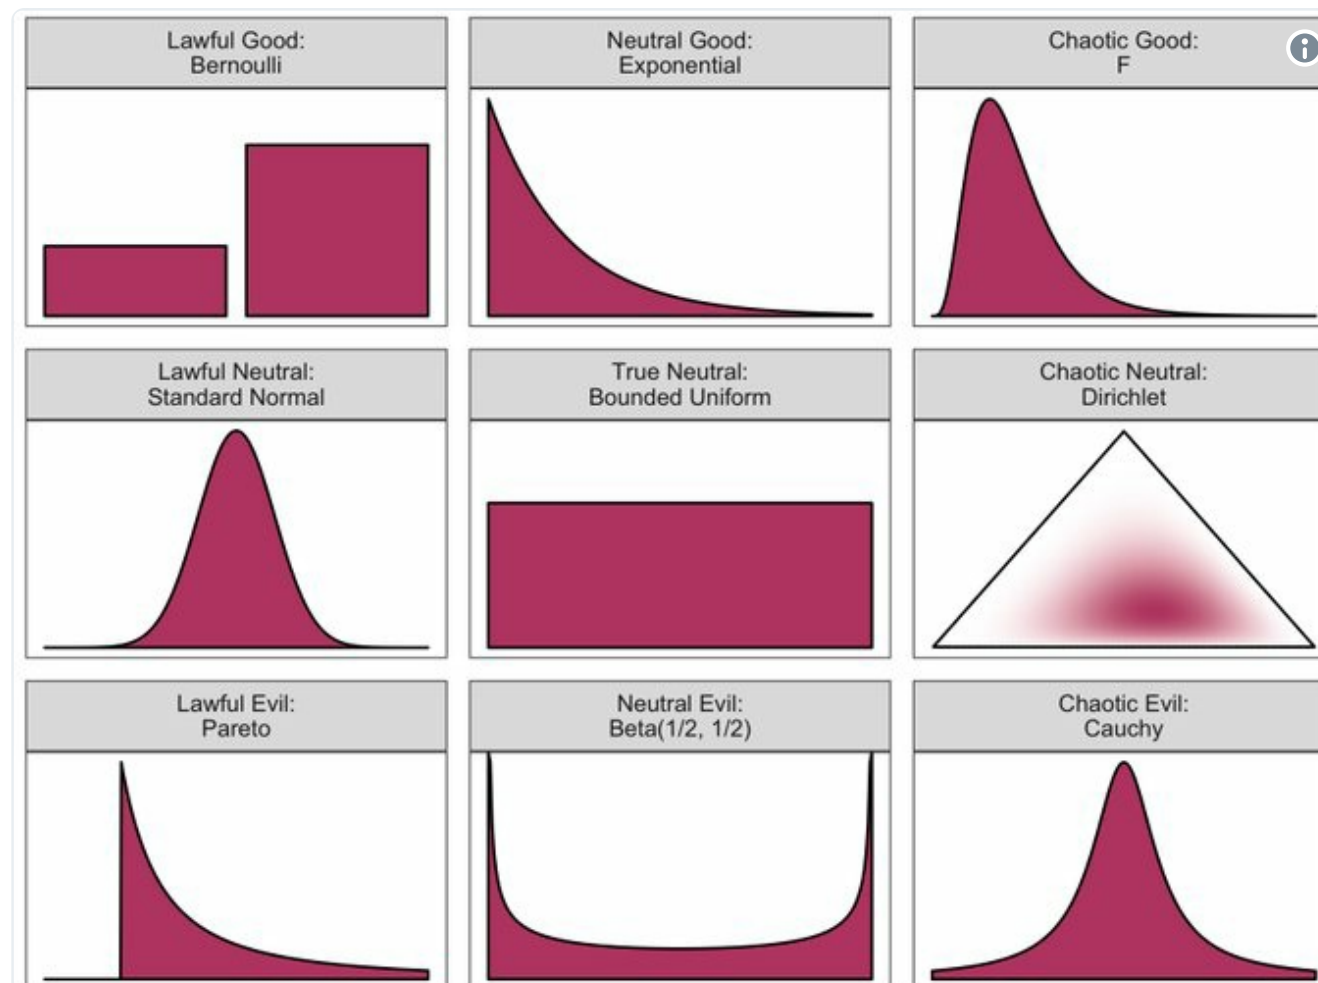 Lawful Good:
Bernoulli
Neutral Good:
Exponential
Chaotic Good:
F
Lawful Neutral:
Standard Normal
True Neutral:
Bounded Uniform
Chaotic Neutral:
Dirichlet
Lawful Evil:
Pareto
Neutral Evil:
Beta(1/2, 1/2)
Chaotic Evil:
Cauchy